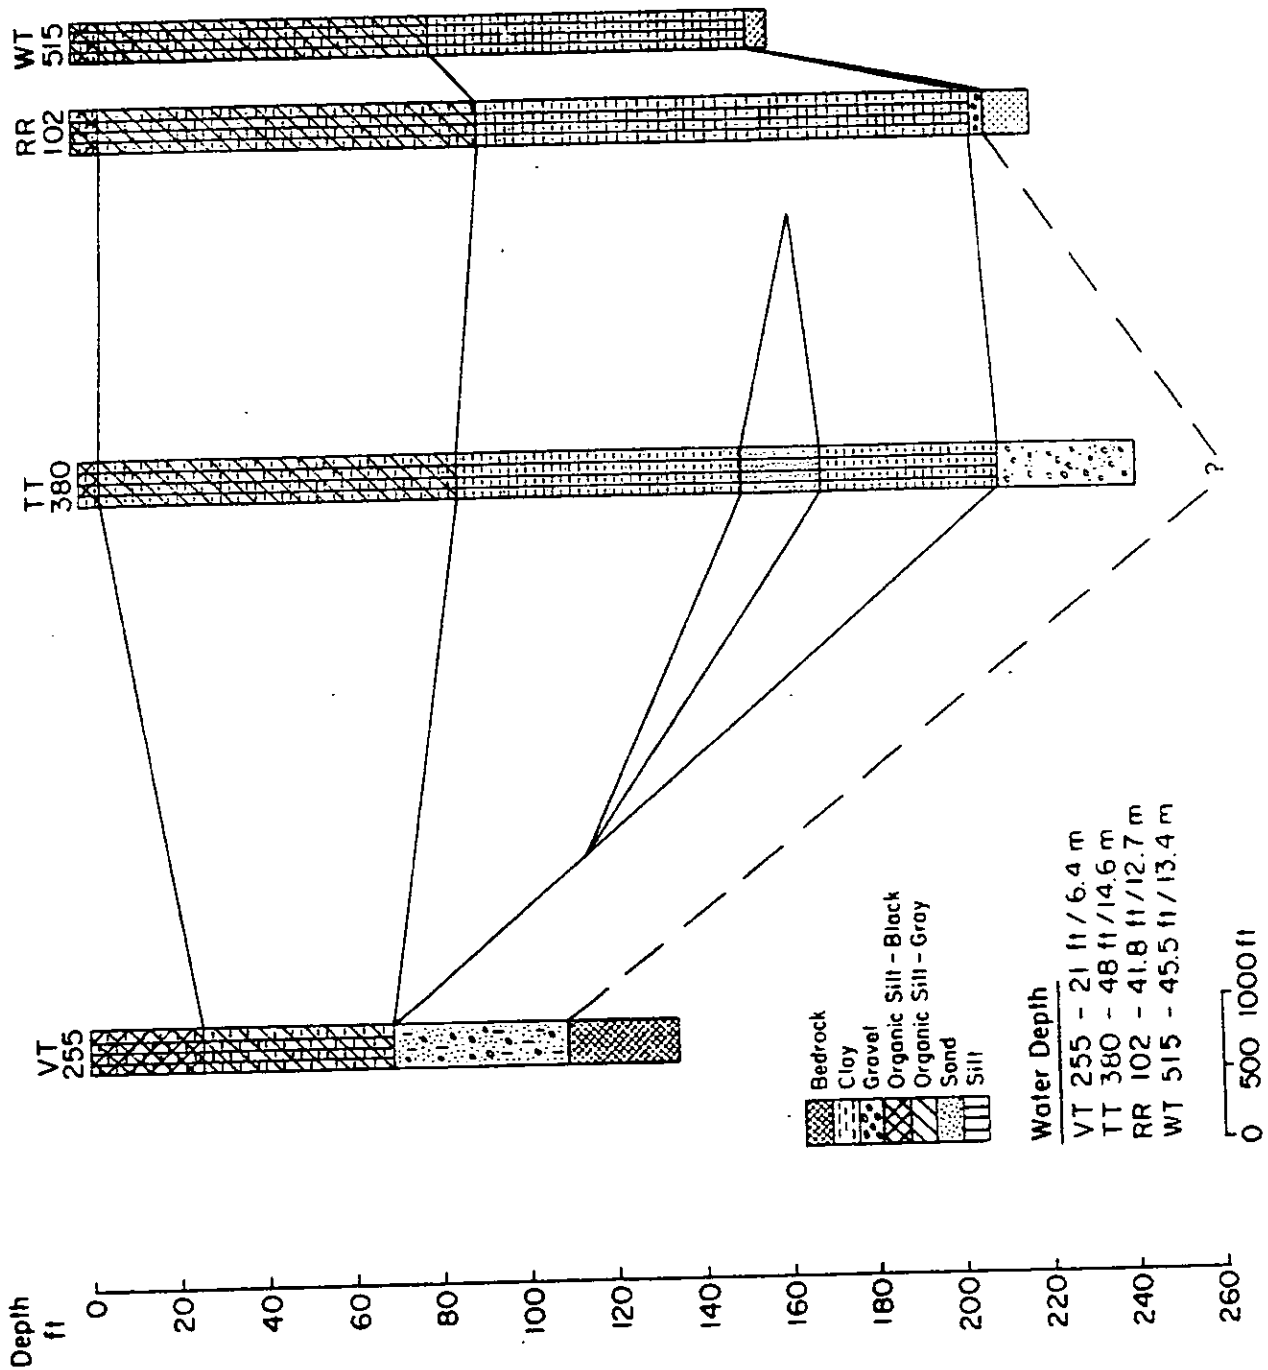 Depth
ft
0
20
40
60
80
100
120
140
160
180
200
220
240
260
VT
255
TT
380
RR
102
WT
515
?
Bedrock
Clay
Gravel
Organic Silt - Black
Organic Silt - Gray
Sand
Silt
Water Depth
VT 255 - 21 ft / 6.4 m
TT 380 - 48 ft / 14.6 m
RR 102 - 41.8 ft / 12.7 m
WT 515 - 45.5 ft / 13.4 m
0 500 1000 ft